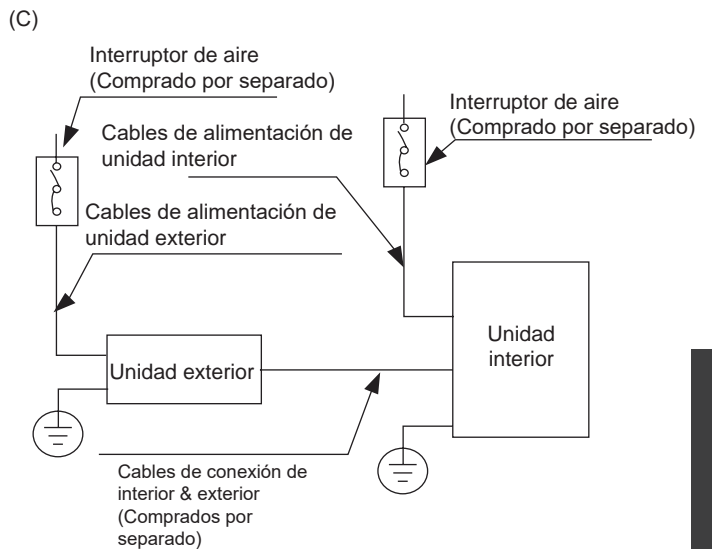 (C)
Interruptor de aire
(Comprado por separado)
Interruptor de aire
(Comprado por separado)
Cables de alimentación de
unidad interior
Cables de alimentación de
unidad exterior
Unidad exterior
Unidad
interior
Cables de conexión de
interior & exterior
(Comprados por
separado)